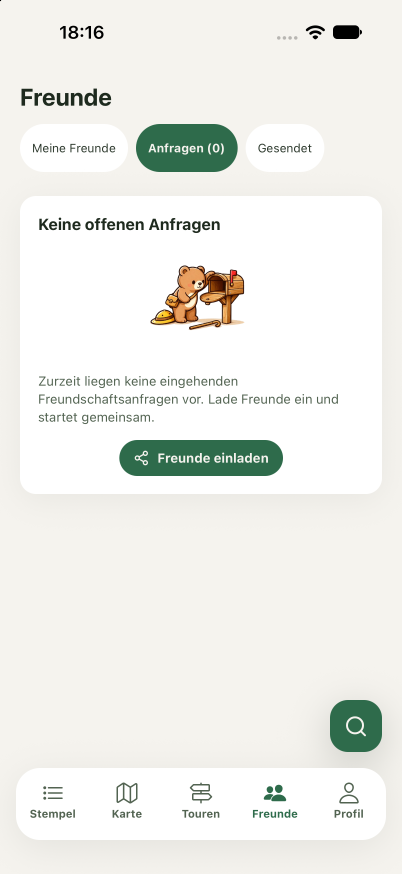 18:16
Freunde
Meine Freunde
Anfragen (0)
Gesendet
Keine offenen Anfragen
Zurzeit liegen keine eingehenden
Freundschaftsanfragen vor. Lade Freunde ein und
startet gemeinsam.
Freunde einladen
Stempel
Karte
Touren
Freunde
Profil